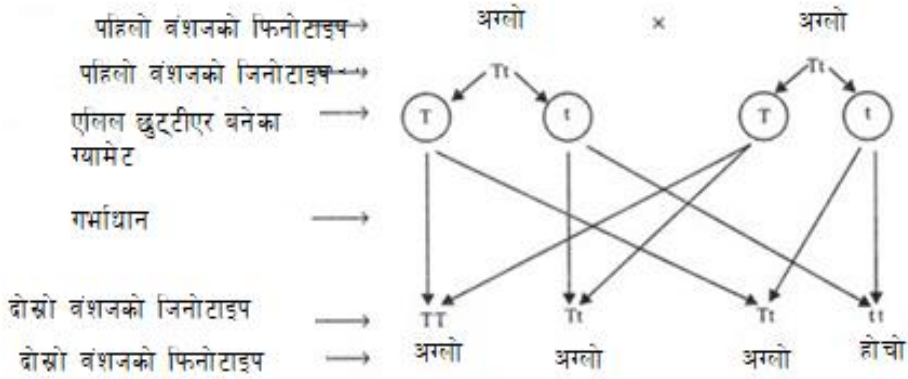 पहिलो वंशजको फिनोटाइप → अग्लो × अग्लो
पहिलो वंशजको जिनोटाइप → Tt Tt
एलिल छुट्टीएर बनेका → T t T t
ग्यामेट
गर्भाधान →
दोस्रो वंशजको जिनोटाइप → TT Tt Tt tt
दोस्रो वंशजको फिनोटाइप → अग्लो अग्लो अग्लो होचो